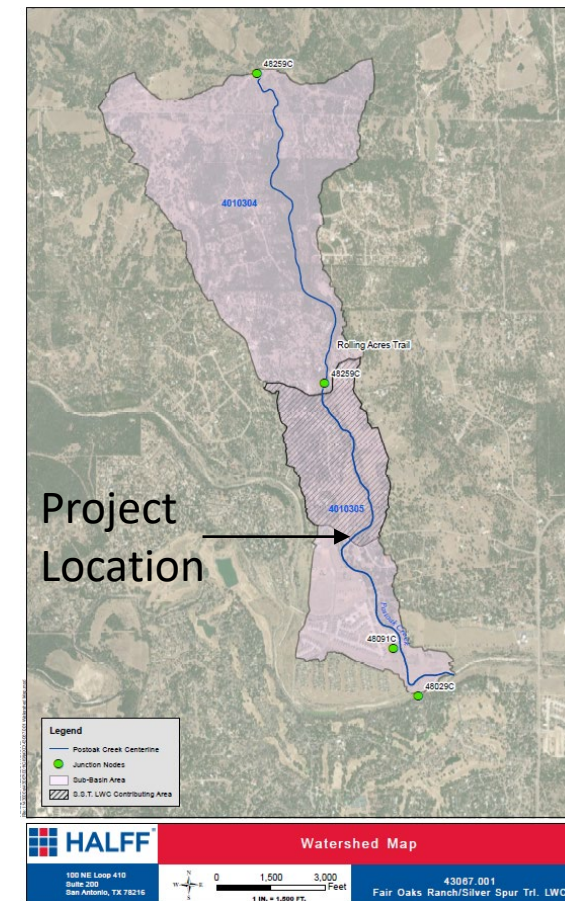 48259C
4010304
Rolling Acres Trail
48259C
Project
Location
4010305
Postoak Creek
48091C
48029C
Legend
Postoak Creek Centerline
Junction Nodes
Sub-Basin Area
S.S.T. LWC Contributing Area
HALFF
Watershed Map
100 NE Loop 410
Suite 200
San Antonio, TX 78216
N
W E
S
0 1,500 3,000
Feet
1 IN. = 1,500 FT.
43067.001
Fair Oaks Ranch/Silver Spur Trl. LWC